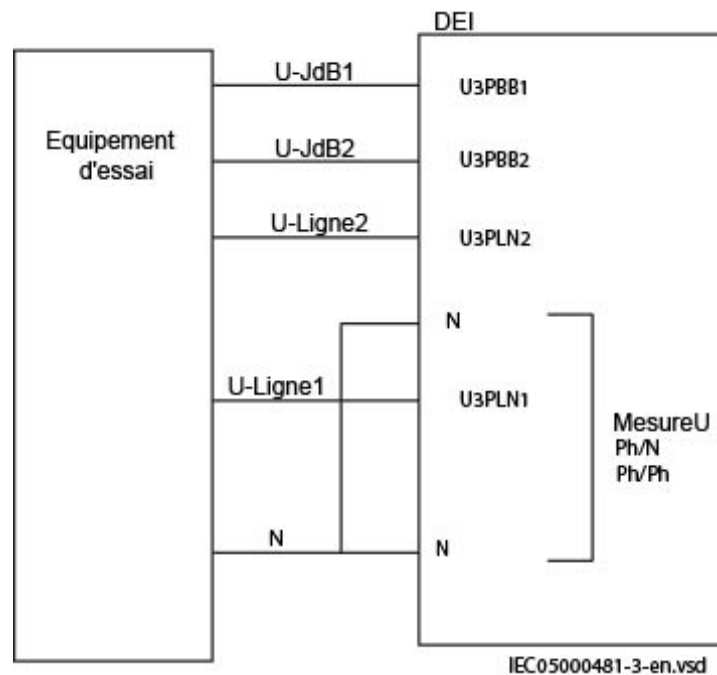 DEI
U-JdB1
U3PBB1
Equipement
d'essai
U-JdB2
U3PBB2
U-Ligne2
U3PLN2
N
U-Ligne1
U3PLN1
MesureU
Ph/N
Ph/Ph
N
N
IEC05000481-3-en.vsd